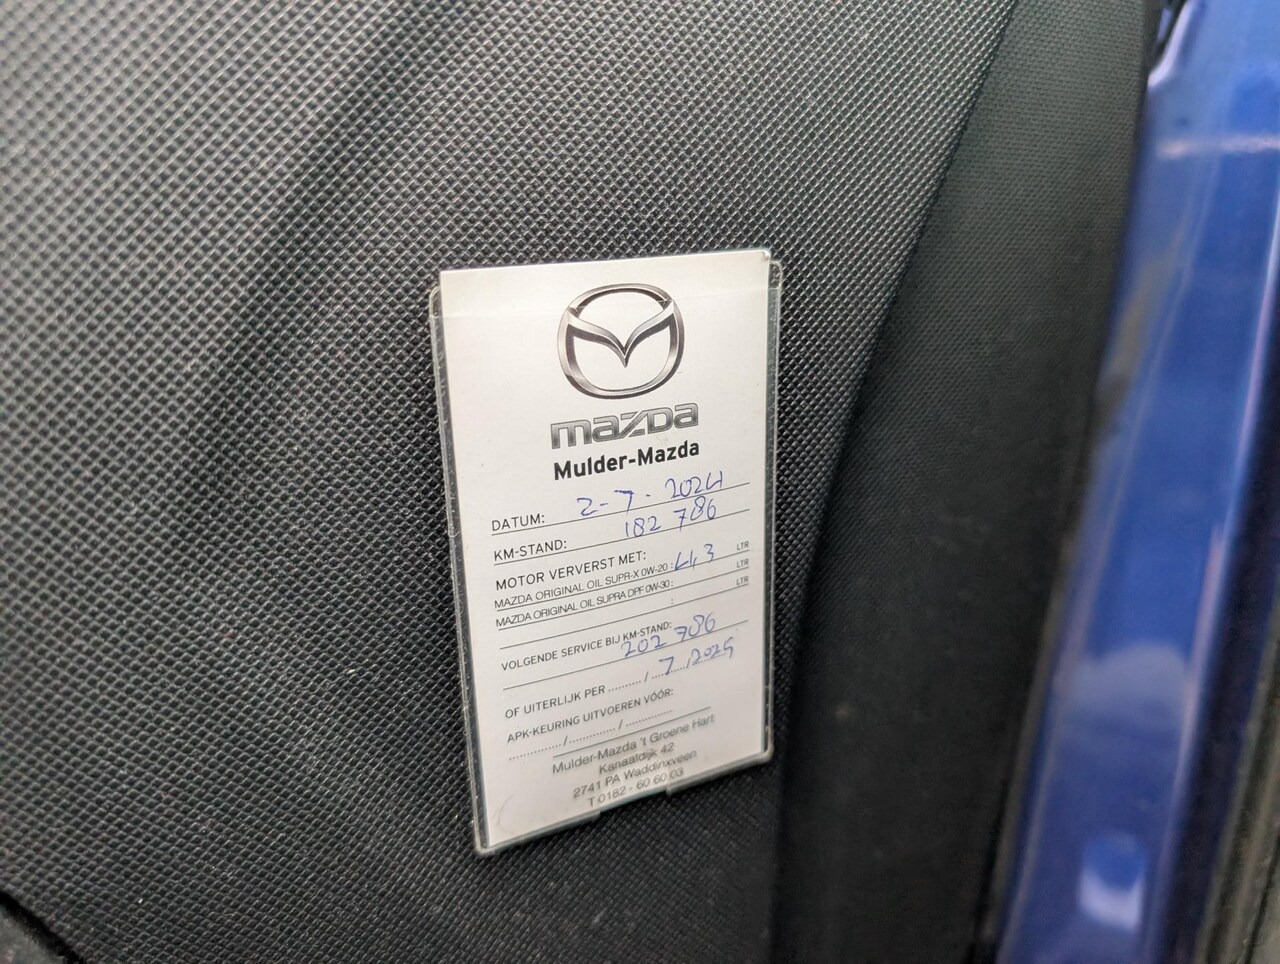 mazda
Mulder-Mazda
DATUM: 2-7-2024
KM-STAND: 182 786
MOTOR VERVERST MET:
MAZDA ORIGINAL OIL SUPR-X 0W-20 : 4,3 LTR
MAZDA ORIGINAL OIL SUPRA DPF 0W-30 : LTR
: LTR
VOLGENDE SERVICE BIJ KM-STAND:
202 786
OF UITERLIJK PER ........../....7..../2025
APK-KEURING UITVOEREN VÓÓR:
............./............/............
Mulder-Mazda 't Groene Hart
Kanaaldijk 42
2741 PA Waddinxveen
T 0182 - 60 60 03